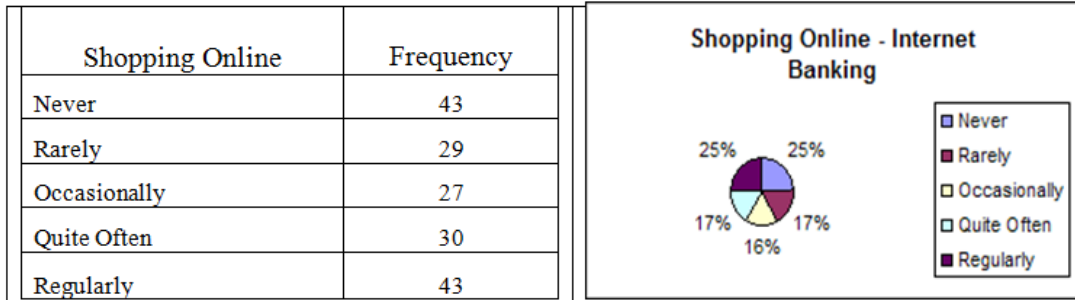 Shopping Online Frequency
Never 43
Rarely 29
Occasionally 27
Quite Often 30
Regularly 43
Shopping Online - Internet
Banking
25% 25%
17% 17%
16%
Never
Rarely
Occasionally
Quite Often
Regularly